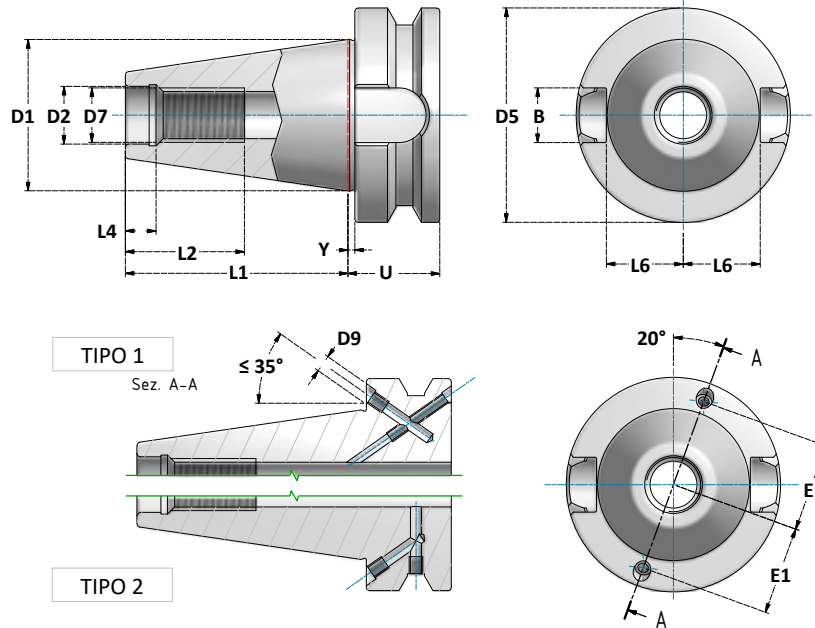 D1
D2
D7
L4
L2
L1
Y
U
D5
B
L6
L6
TIPO 1
Sez. A-A
≤ 35°
D9
TIPO 2
20°
A
E
E1
A